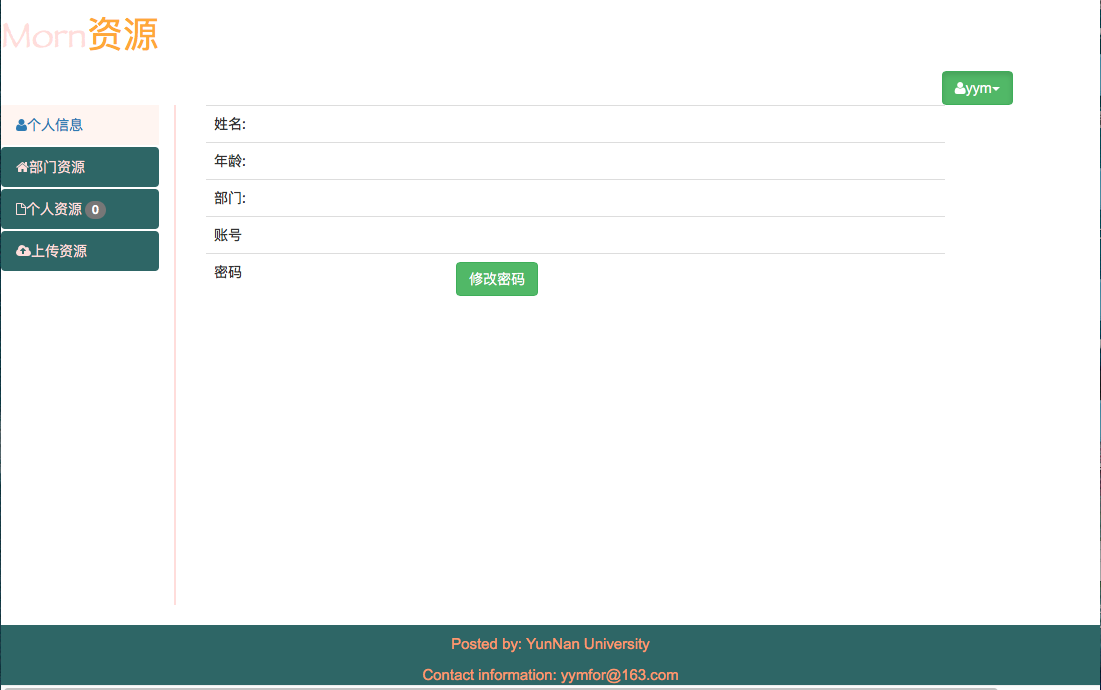 Morn资源
yym
个人信息
部门资源
个人资源 0
上传资源
姓名:
年龄:
部门:
账号
密码 修改密码
Posted by: YunNan University
Contact information: yymfor@163.com